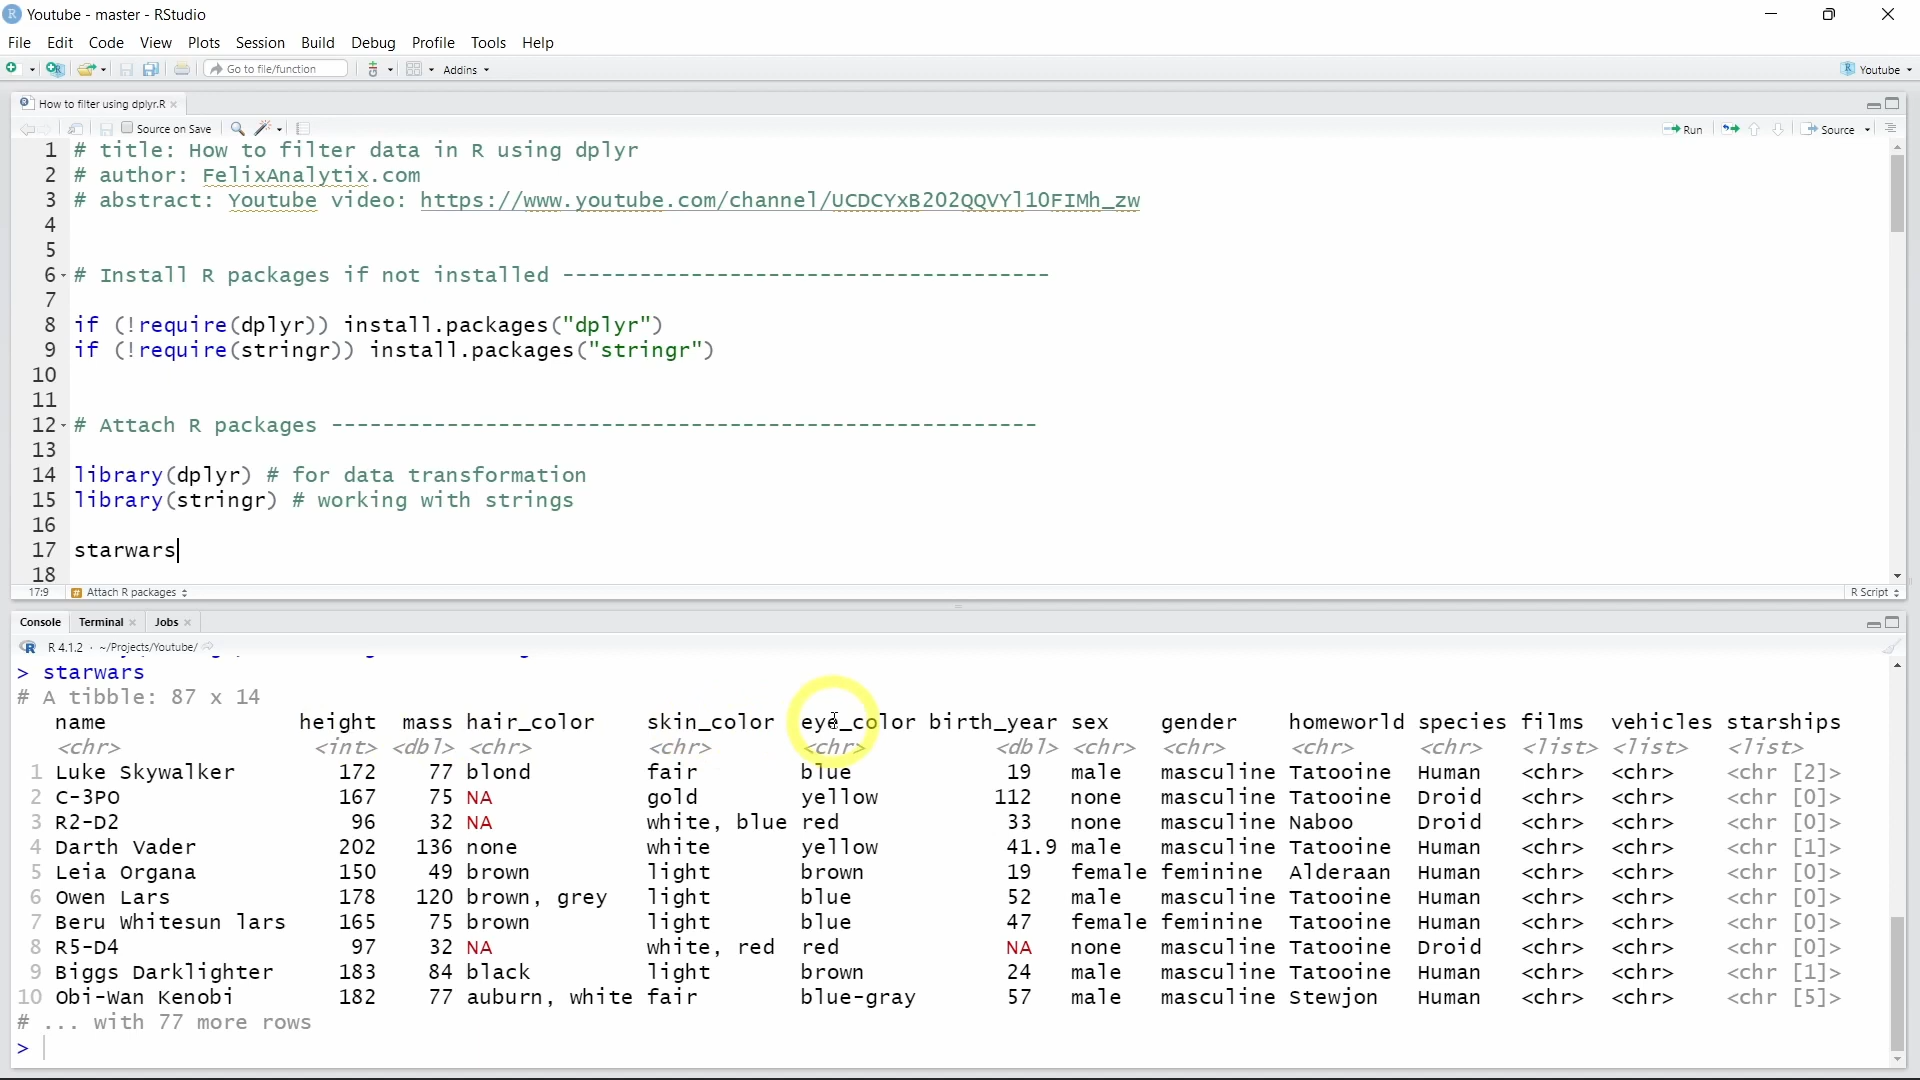 Youtube - master - RStudio
File Edit Code View Plots Session Build Debug Profile Tools Help
Go to file/function Addins Youtube
How to filter using dplyr.R
Source on Save Run Source
1 # title: How to filter data in R using dplyr
2 # author: FelixAnalytix.com
3 # abstract: Youtube video: https://www.youtube.com/channel/UCDCYxB202QQVYl10FIMh_zw
4
5
6 # Install R packages if not installed -------------------------------------
7
8 if (!require(dplyr)) install.packages("dplyr")
9 if (!require(stringr)) install.packages("stringr")
10
11
12 # Attach R packages -------------------------------------------------------
13
14 library(dplyr) # for data transformation
15 library(stringr) # working with strings
16
17 starwars
18
17:9 # Attach R packages R Script
Console Terminal Jobs
R 4.1.2 · ~/Projects/Youtube/
> starwars
# A tibble: 87 x 14
name height mass hair_color skin_color eye_color birth_year sex gender homeworld species films vehicles starships
<chr> <int> <dbl> <chr> <chr> <chr> <dbl> <chr> <chr> <chr> <chr> <list> <list> <list>
1 Luke Skywalker 172 77 blond fair blue 19 male masculine Tatooine Human <chr> <chr> <chr [2]>
2 C-3PO 167 75 NA gold yellow 112 none masculine Tatooine Droid <chr> <chr> <chr [0]>
3 R2-D2 96 32 NA white, blue red 33 none masculine Naboo Droid <chr> <chr> <chr [0]>
4 Darth Vader 202 136 none white yellow 41.9 male masculine Tatooine Human <chr> <chr> <chr [1]>
5 Leia Organa 150 49 brown light brown 19 female feminine Alderaan Human <chr> <chr> <chr [0]>
6 Owen Lars 178 120 brown, grey light blue 52 male masculine Tatooine Human <chr> <chr> <chr [0]>
7 Beru Whitesun lars 165 75 brown light blue 47 female feminine Tatooine Human <chr> <chr> <chr [0]>
8 R5-D4 97 32 NA white, red red NA none masculine Tatooine Droid <chr> <chr> <chr [0]>
9 Biggs Darklighter 183 84 black light brown 24 male masculine Tatooine Human <chr> <chr> <chr [1]>
10 Obi-Wan Kenobi 182 77 auburn, white fair blue-gray 57 male masculine Stewjon Human <chr> <chr> <chr [5]>
# ... with 77 more rows
>